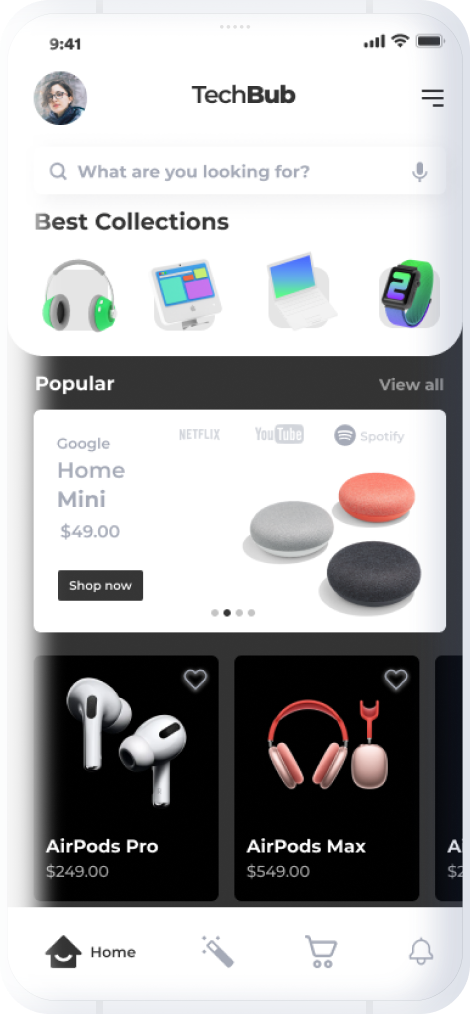 9:41
TechBub
What are you looking for?
Best Collections
Popular
View all
Google
Home
Mini
$49.00
NETFLIX
YouTube
Spotify
Shop now
AirPods Pro
$249.00
AirPods Max
$549.00
Home